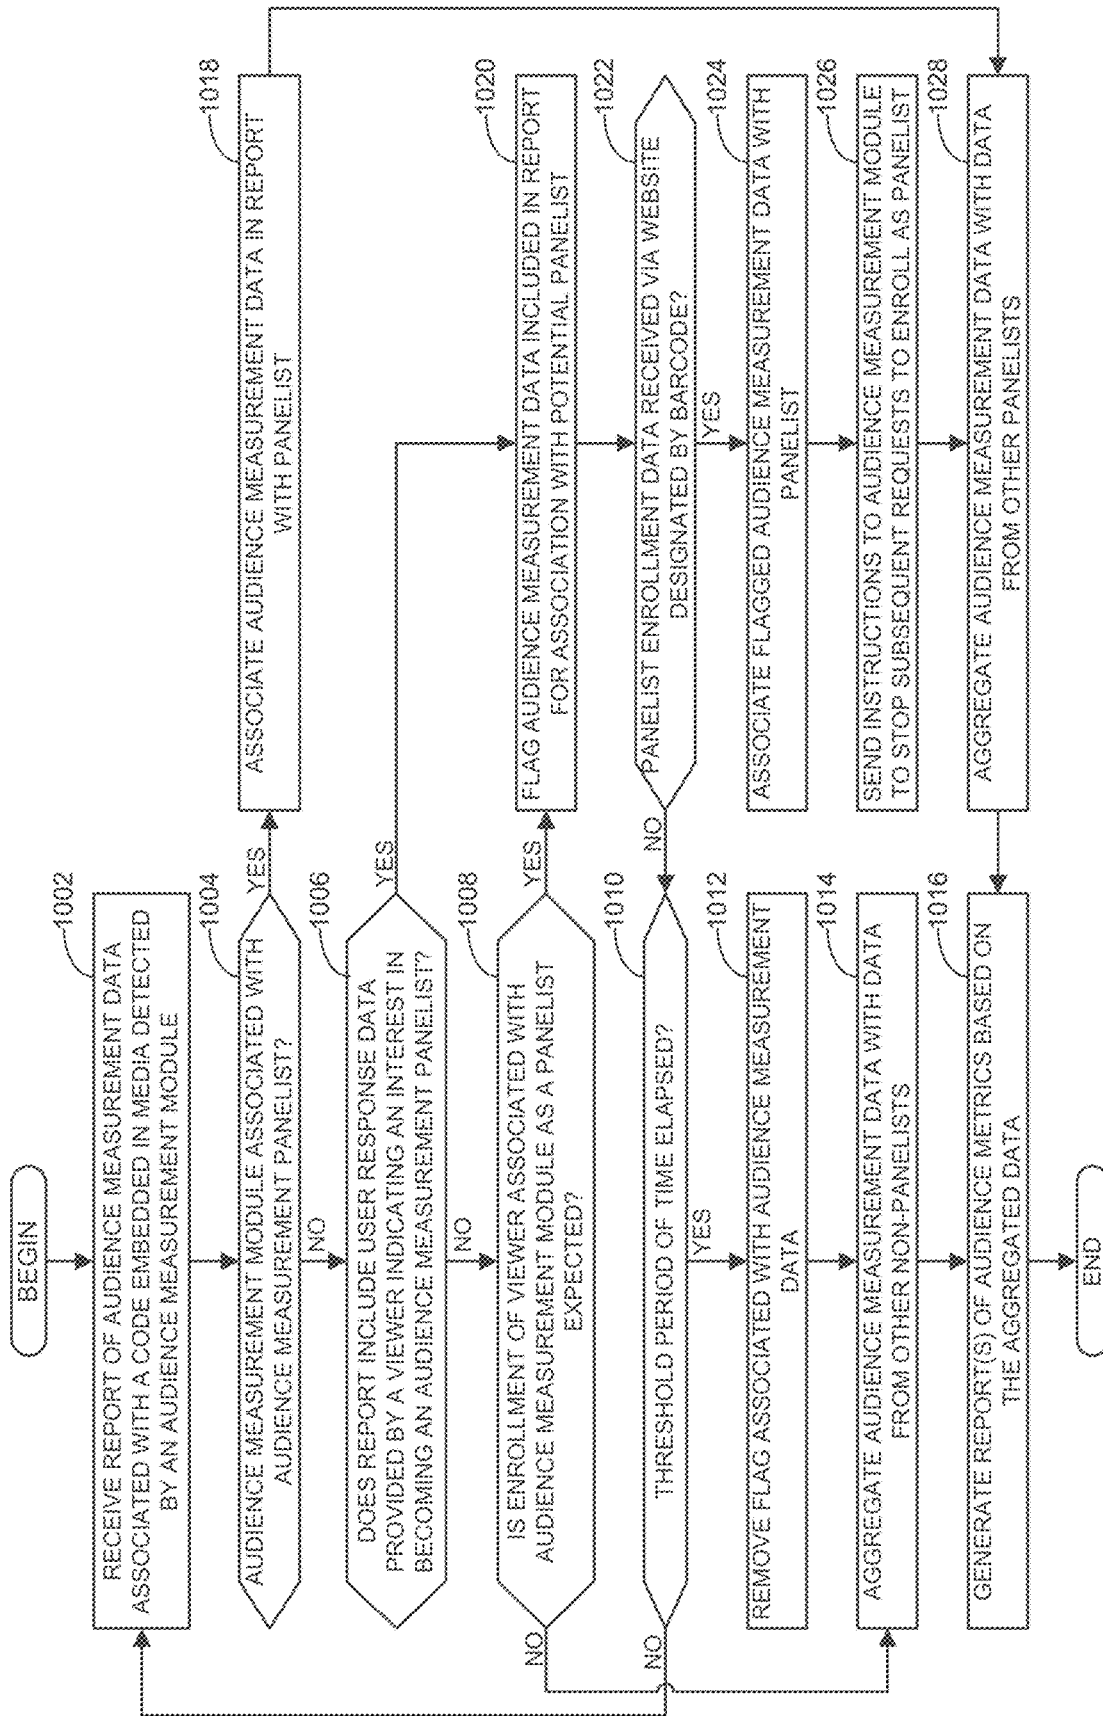 BEGIN
1002
RECEIVE REPORT OF AUDIENCE MEASUREMENT DATA
ASSOCIATED WITH A CODE EMBEDDED IN MEDIA DETECTED
BY AN AUDIENCE MEASUREMENT MODULE
1004
AUDIENCE MEASUREMENT MODULE ASSOCIATED WITH
AUDIENCE MEASUREMENT PANELIST?
YES
NO
1006
DOES REPORT INCLUDE USER RESPONSE DATA
PROVIDED BY A VIEWER INDICATING AN INTEREST IN
BECOMING AN AUDIENCE MEASUREMENT PANELIST?
YES
NO
1008
IS ENROLLMENT OF VIEWER ASSOCIATED WITH
AUDIENCE MEASUREMENT MODULE AS A PANELIST
EXPECTED?
YES
NO
1010
THRESHOLD PERIOD OF TIME ELAPSED?
NO
YES
1012
REMOVE FLAG ASSOCIATED WITH AUDIENCE MEASUREMENT
DATA
1014
AGGREGATE AUDIENCE MEASUREMENT DATA WITH DATA
FROM OTHER NON-PANELISTS
1016
GENERATE REPORT(S) OF AUDIENCE METRICS BASED ON
THE AGGREGATED DATA
END
1018
ASSOCIATE AUDIENCE MEASUREMENT DATA IN REPORT
WITH PANELIST
1020
FLAG AUDIENCE MEASUREMENT DATA INCLUDED IN REPORT
FOR ASSOCIATION WITH POTENTIAL PANELIST
1022
PANELIST ENROLLMENT DATA RECEIVED VIA WEBSITE
DESIGNATED BY BARCODE?
NO
YES
1024
ASSOCIATE FLAGGED AUDIENCE MEASUREMENT DATA WITH
PANELIST
1026
SEND INSTRUCTIONS TO AUDIENCE MEASUREMENT MODULE
TO STOP SUBSEQUENT REQUESTS TO ENROLL AS PANELIST
1028
AGGREGATE AUDIENCE MEASUREMENT DATA WITH DATA
FROM OTHER PANELISTS